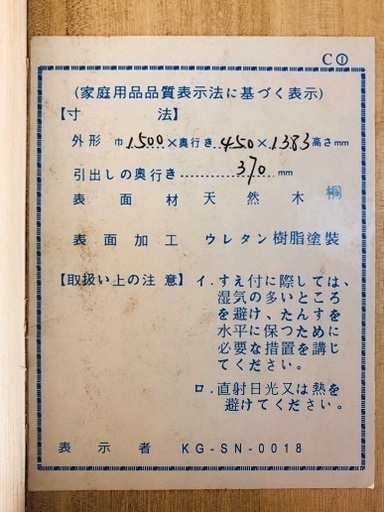 C①
(家庭用品品質表示法に基づく表示)
【寸法】
外形 巾1500×奥行き450×1383高さmm
引出しの奥行き370mm
表面材 天然木 桐
表面加工 ウレタン樹脂塗装
【取扱い上の注意】イ.すえ付に際しては、
湿気の多いところ
を避け、たんすを
水平に保つために
必要な措置を講じ
てください。
ロ.直射日光又は熱を
避けてください。
表示者 KG-SN-0018